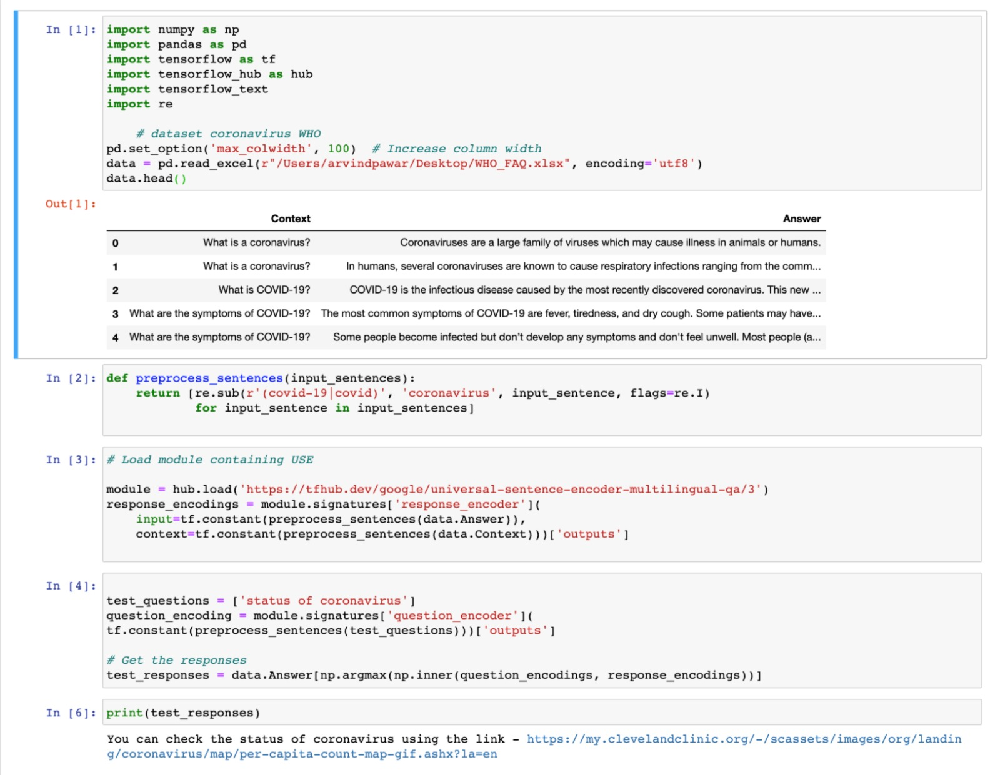 In [1]: import numpy as np
import pandas as pd
import tensorflow as tf
import tensorflow_hub as hub
import tensorflow_text
import re
# dataset coronavirus WHO
pd.set_option('max_colwidth', 100)  # Increase column width
data = pd.read_excel(r"/Users/arvindpawar/Desktop/WHO_FAQ.xlsx", encoding='utf8')
data.head()
Out[1]:
Context Answer
0 What is a coronavirus? Coronaviruses are a large family of viruses which may cause illness in animals or humans.
1 What is a coronavirus? In humans, several coronaviruses are known to cause respiratory infections ranging from the comm...
2 What is COVID-19? COVID-19 is the infectious disease caused by the most recently discovered coronavirus. This new ...
3 What are the symptoms of COVID-19? The most common symptoms of COVID-19 are fever, tiredness, and dry cough. Some patients may have...
4 What are the symptoms of COVID-19? Some people become infected but don’t develop any symptoms and don't feel unwell. Most people (a...
In [2]: def preprocess_sentences(input_sentences):
return [re.sub(r'(covid-19|covid)', 'coronavirus', input_sentence, flags=re.I)
for input_sentence in input_sentences]
In [3]: # Load module containing USE
module = hub.load('https://tfhub.dev/google/universal-sentence-encoder-multilingual-qa/3')
response_encodings = module.signatures['response_encoder'](
input=tf.constant(preprocess_sentences(data.Answer)),
context=tf.constant(preprocess_sentences(data.Context)))['outputs']
In [4]:
test_questions = ['status of coronavirus']
question_encoding = module.signatures['question_encoder'](
tf.constant(preprocess_sentences(test_questions)))['outputs']
# Get the responses
test_responses = data.Answer[np.argmax(np.inner(question_encodings, response_encodings))]
In [6]: print(test_responses)
You can check the status of coronavirus using the link - https://my.clevelandclinic.org/-/scassets/images/org/landin
g/coronavirus/map/per-capita-count-map-gif.ashx?la=en